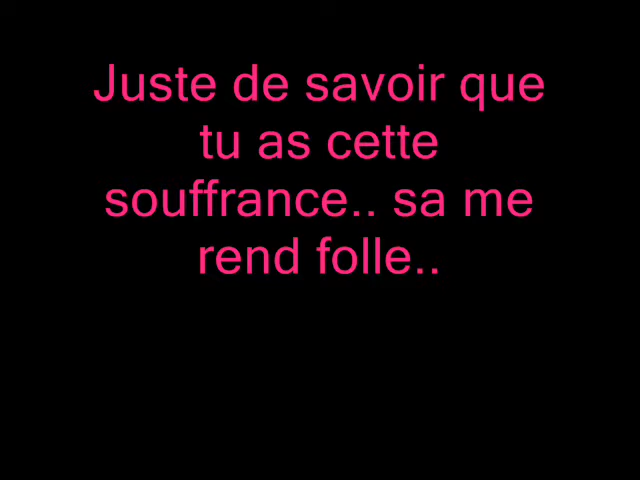 Juste de savoir que
tu as cette
souffrance.. sa me
rend folle..